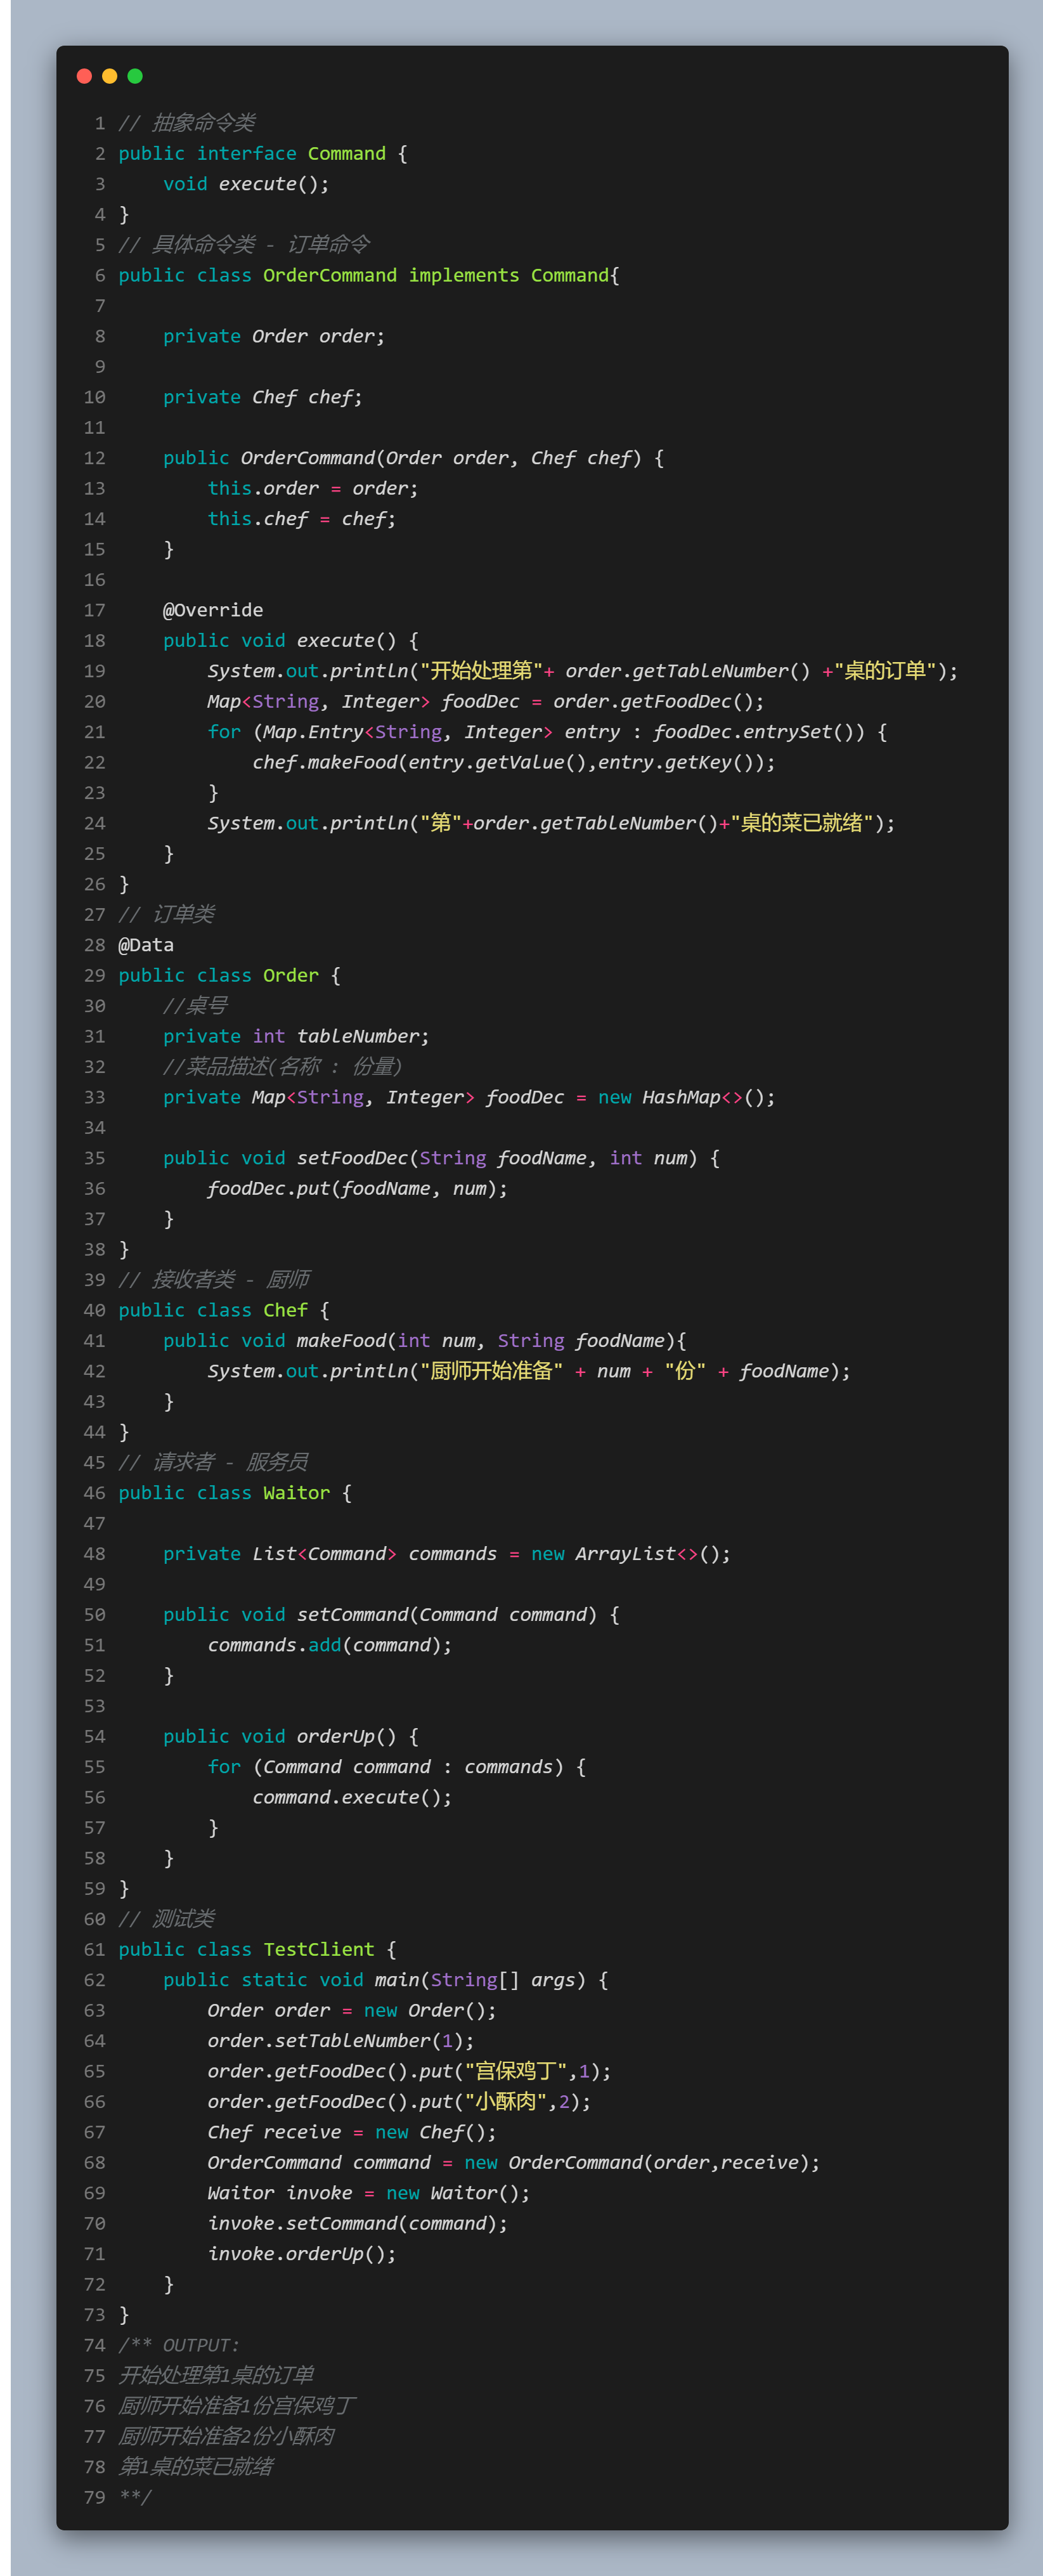 1 // 抽象命令类
2 public interface Command {
3     void execute();
4 }
5 // 具体命令类 - 订单命令
6 public class OrderCommand implements Command{
7
8     private Order order;
9
10     private Chef chef;
11
12     public OrderCommand(Order order, Chef chef) {
13         this.order = order;
14         this.chef = chef;
15     }
16
17     @Override
18     public void execute() {
19         System.out.println("开始处理第"+ order.getTableNumber() +"桌的订单");
20         Map<String, Integer> foodDec = order.getFoodDec();
21         for (Map.Entry<String, Integer> entry : foodDec.entrySet()) {
22             chef.makeFood(entry.getValue(),entry.getKey());
23         }
24         System.out.println("第"+order.getTableNumber()+"桌的菜已就绪");
25     }
26 }
27 // 订单类
28 @Data
29 public class Order {
30     //桌号
31     private int tableNumber;
32     //菜品描述(名称 : 份量)
33     private Map<String, Integer> foodDec = new HashMap<>();
34
35     public void setFoodDec(String foodName, int num) {
36         foodDec.put(foodName, num);
37     }
38 }
39 // 接收者类 - 厨师
40 public class Chef {
41     public void makeFood(int num, String foodName){
42         System.out.println("厨师开始准备" + num + "份" + foodName);
43     }
44 }
45 // 请求者 - 服务员
46 public class Waitor {
47
48     private List<Command> commands = new ArrayList<>();
49
50     public void setCommand(Command command) {
51         commands.add(command);
52     }
53
54     public void orderUp() {
55         for (Command command : commands) {
56             command.execute();
57         }
58     }
59 }
60 // 测试类
61 public class TestClient {
62     public static void main(String[] args) {
63         Order order = new Order();
64         order.setTableNumber(1);
65         order.getFoodDec().put("宫保鸡丁",1);
66         order.getFoodDec().put("小酥肉",2);
67         Chef receive = new Chef();
68         OrderCommand command = new OrderCommand(order,receive);
69         Waitor invoke = new Waitor();
70         invoke.setCommand(command);
71         invoke.orderUp();
72     }
73 }
74 /** OUTPUT:
75 开始处理第1桌的订单
76 厨师开始准备1份宫保鸡丁
77 厨师开始准备2份小酥肉
78 第1桌的菜已就绪
79 **/